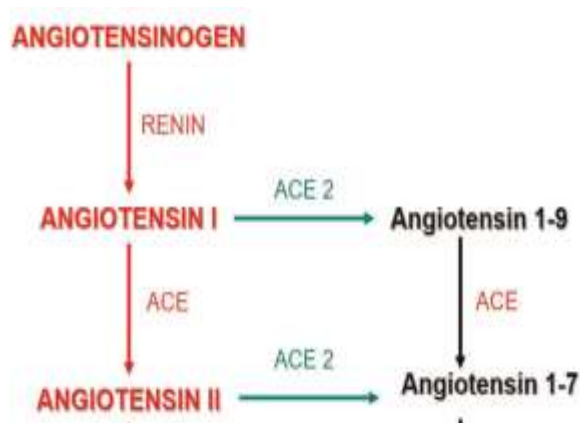 ANGIOTENSINOGEN
RENIN
ACE 2
ANGIOTENSIN I
Angiotensin 1-9
ACE
ACE
ACE 2
ANGIOTENSIN II
Angiotensin 1-7